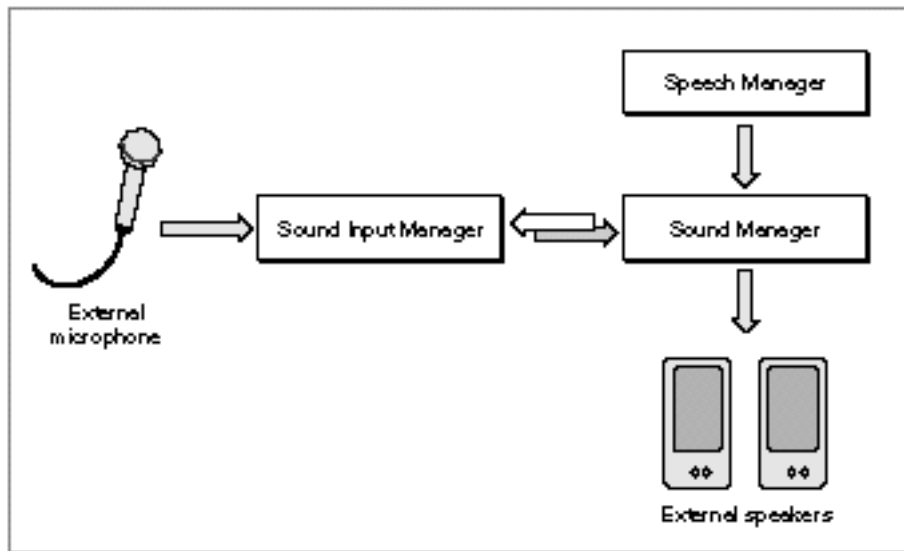 Speech Manager
Sound Input Manager
Sound Manager
External
microphone
External speakers